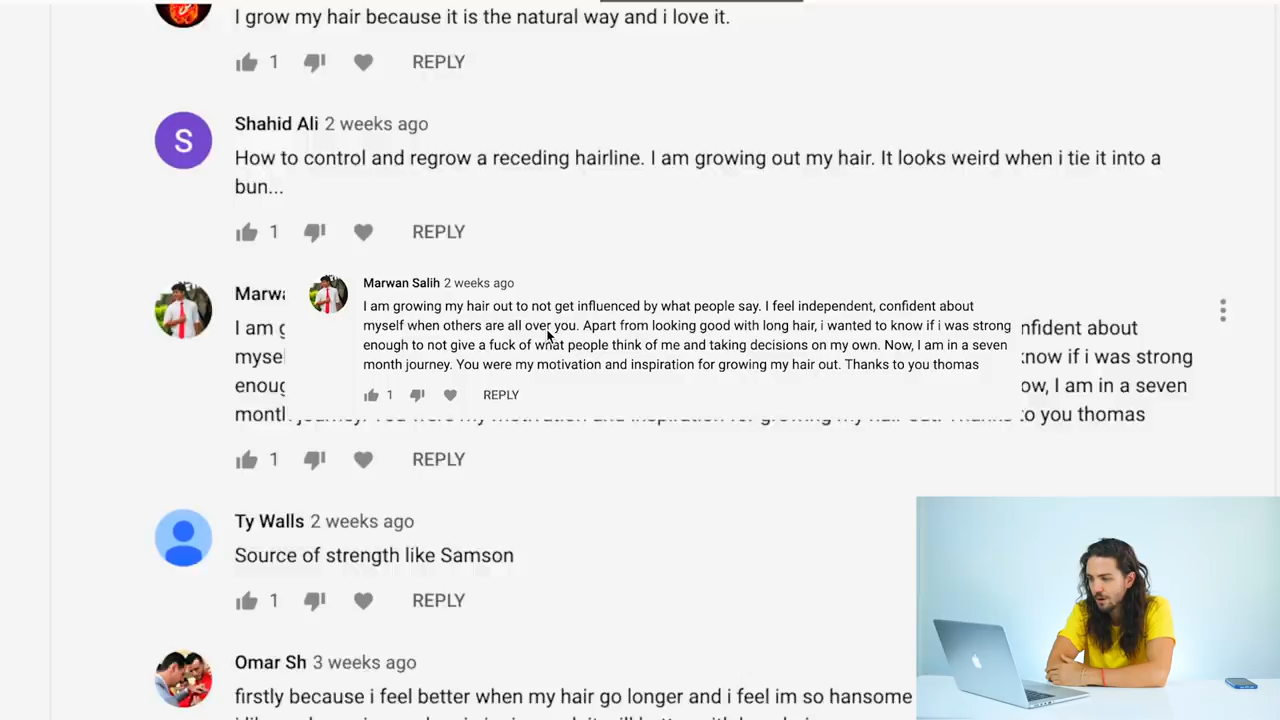 I grow my hair because it is the natural way and i love it.
1 REPLY
S
Shahid Ali 2 weeks ago
How to control and regrow a receding hairline. I am growing out my hair. It looks weird when i tie it into a
bun...
1 REPLY
Marwan Salih 2 weeks ago
I am growing my hair out to not get influenced by what people say. I feel independent, confident about
myself when others are all over you. Apart from looking good with long hair, i wanted to know if i was strong
enough to not give a fuck of what people think of me and taking decisions on my own. Now, I am in a seven
month journey. You were my motivation and inspiration for growing my hair out. Thanks to you thomas
1 REPLY
Marwa
I am g nfident about
myse know if i was strong
enoug ow, I am in a seven
month to you thomas
1 REPLY
Ty Walls 2 weeks ago
Source of strength like Samson
1 REPLY
Omar Sh 3 weeks ago
firstly because i feel better when my hair go longer and i feel im so hansome